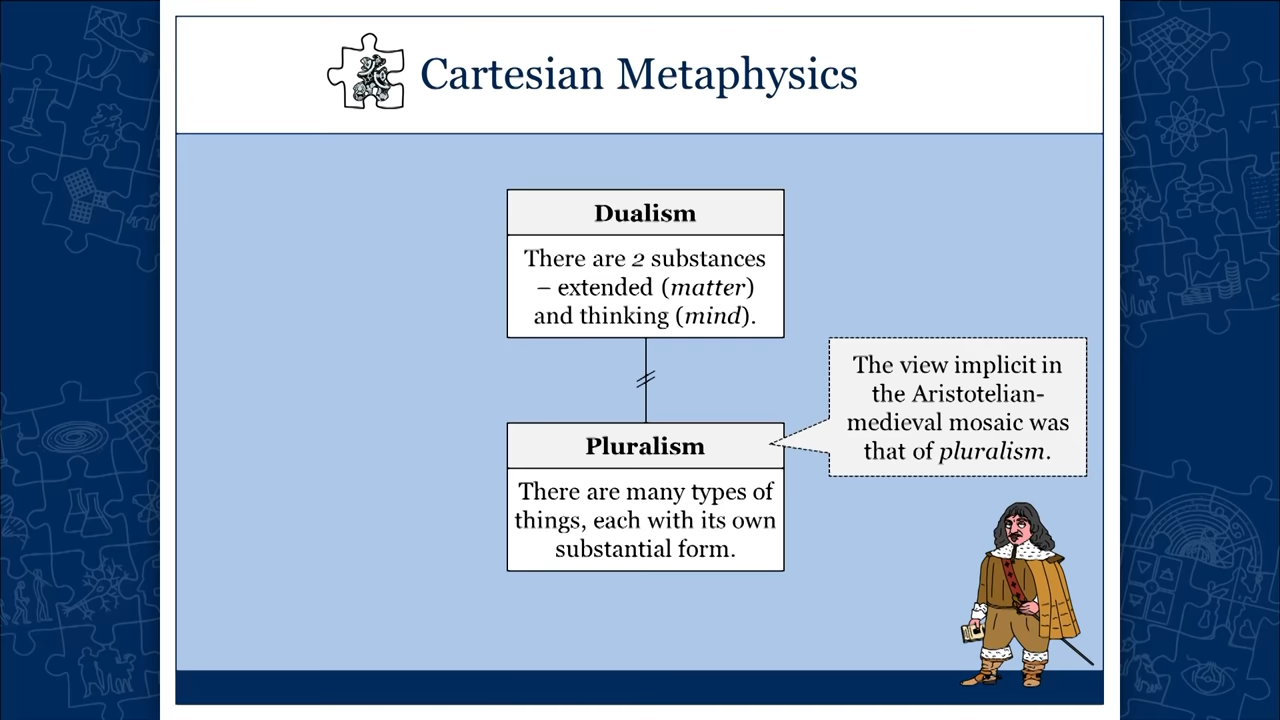 Cartesian Metaphysics
Dualism
There are 2 substances
– extended (matter)
and thinking (mind).
The view implicit in
the Aristotelian-
medieval mosaic was
that of pluralism.
Pluralism
There are many types of
things, each with its own
substantial form.